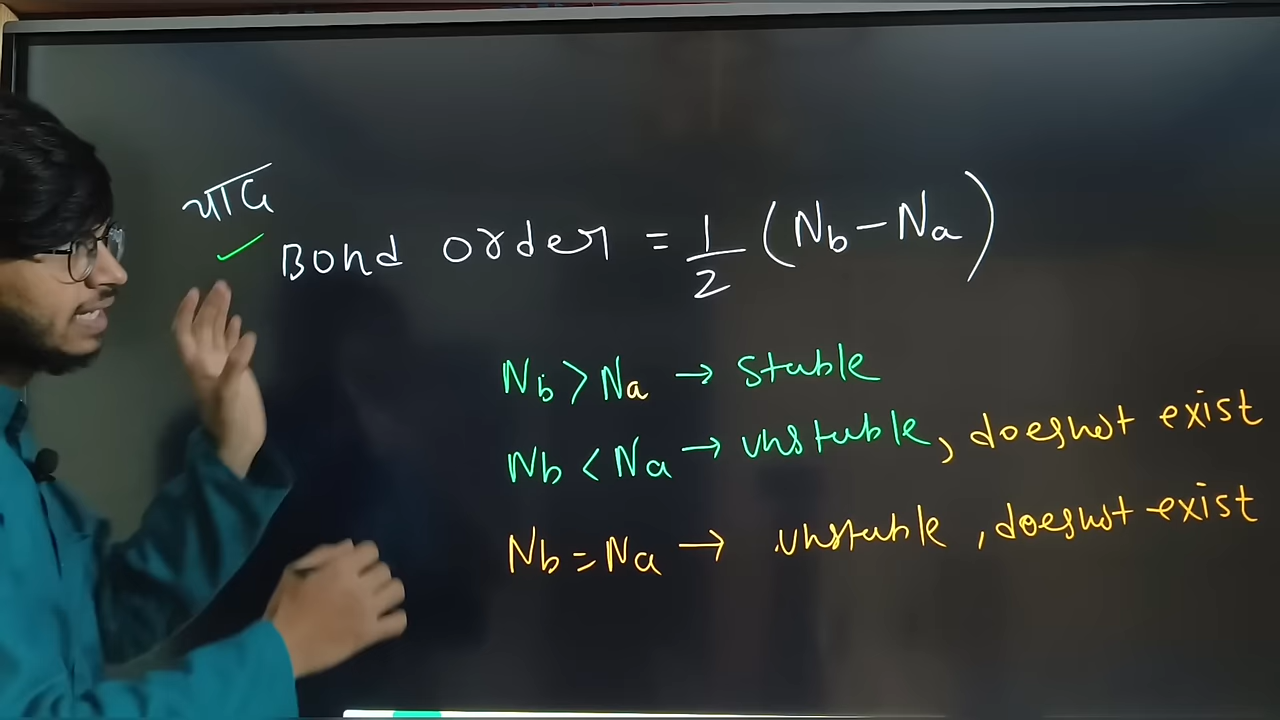 याद
✓ Bond order = 1/2 (Nb - Na)
Nb > Na → stable
Nb < Na → unstable, doesnot exist
Nb = Na → unstable, doesnot exist